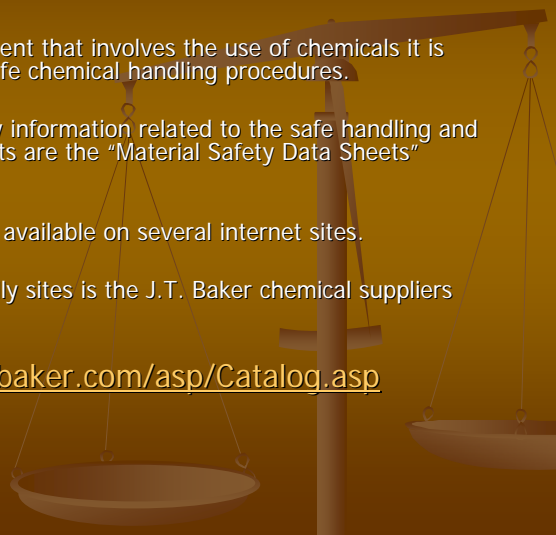 ent that involves the use of chemicals it is
fe chemical handling procedures.
information related to the safe handling and
ts are the “Material Safety Data Sheets”
available on several internet sites.
ly sites is the J.T. Baker chemical suppliers
baker.com/asp/Catalog.asp